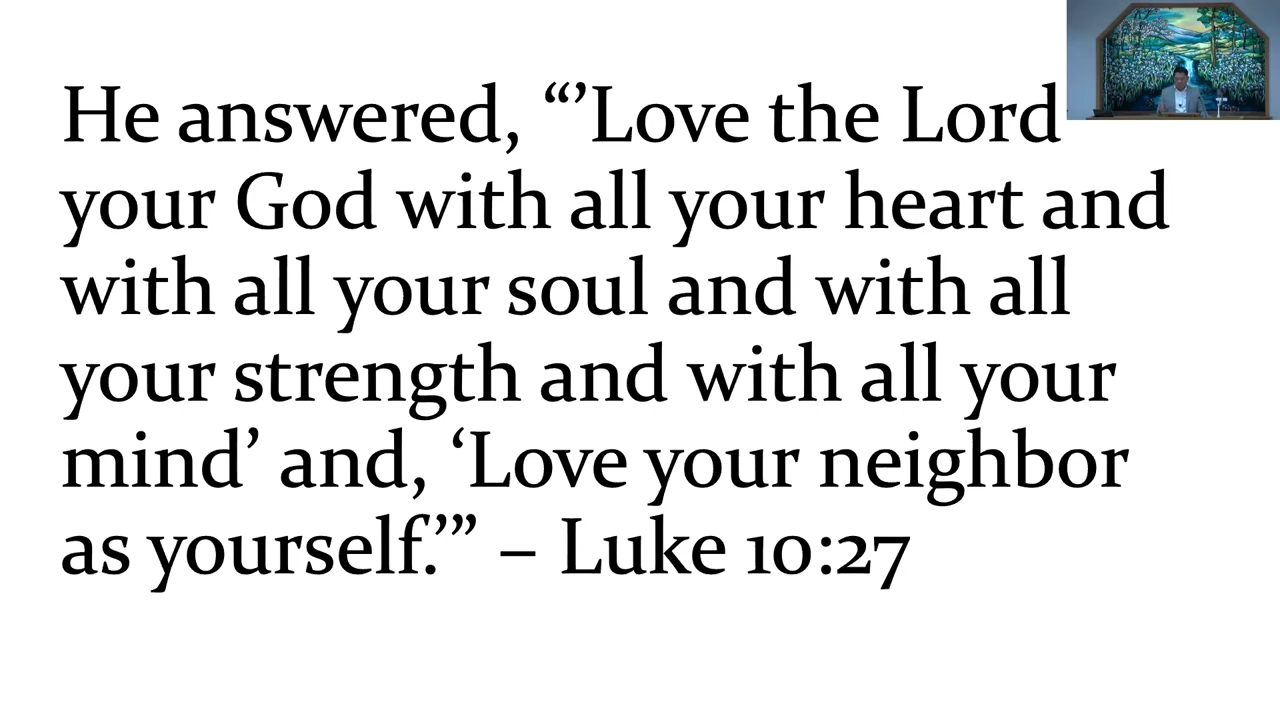 He answered, “’Love the Lord
your God with all your heart and
with all your soul and with all
your strength and with all your
mind’ and, ‘Love your neighbor
as yourself.’” – Luke 10:27